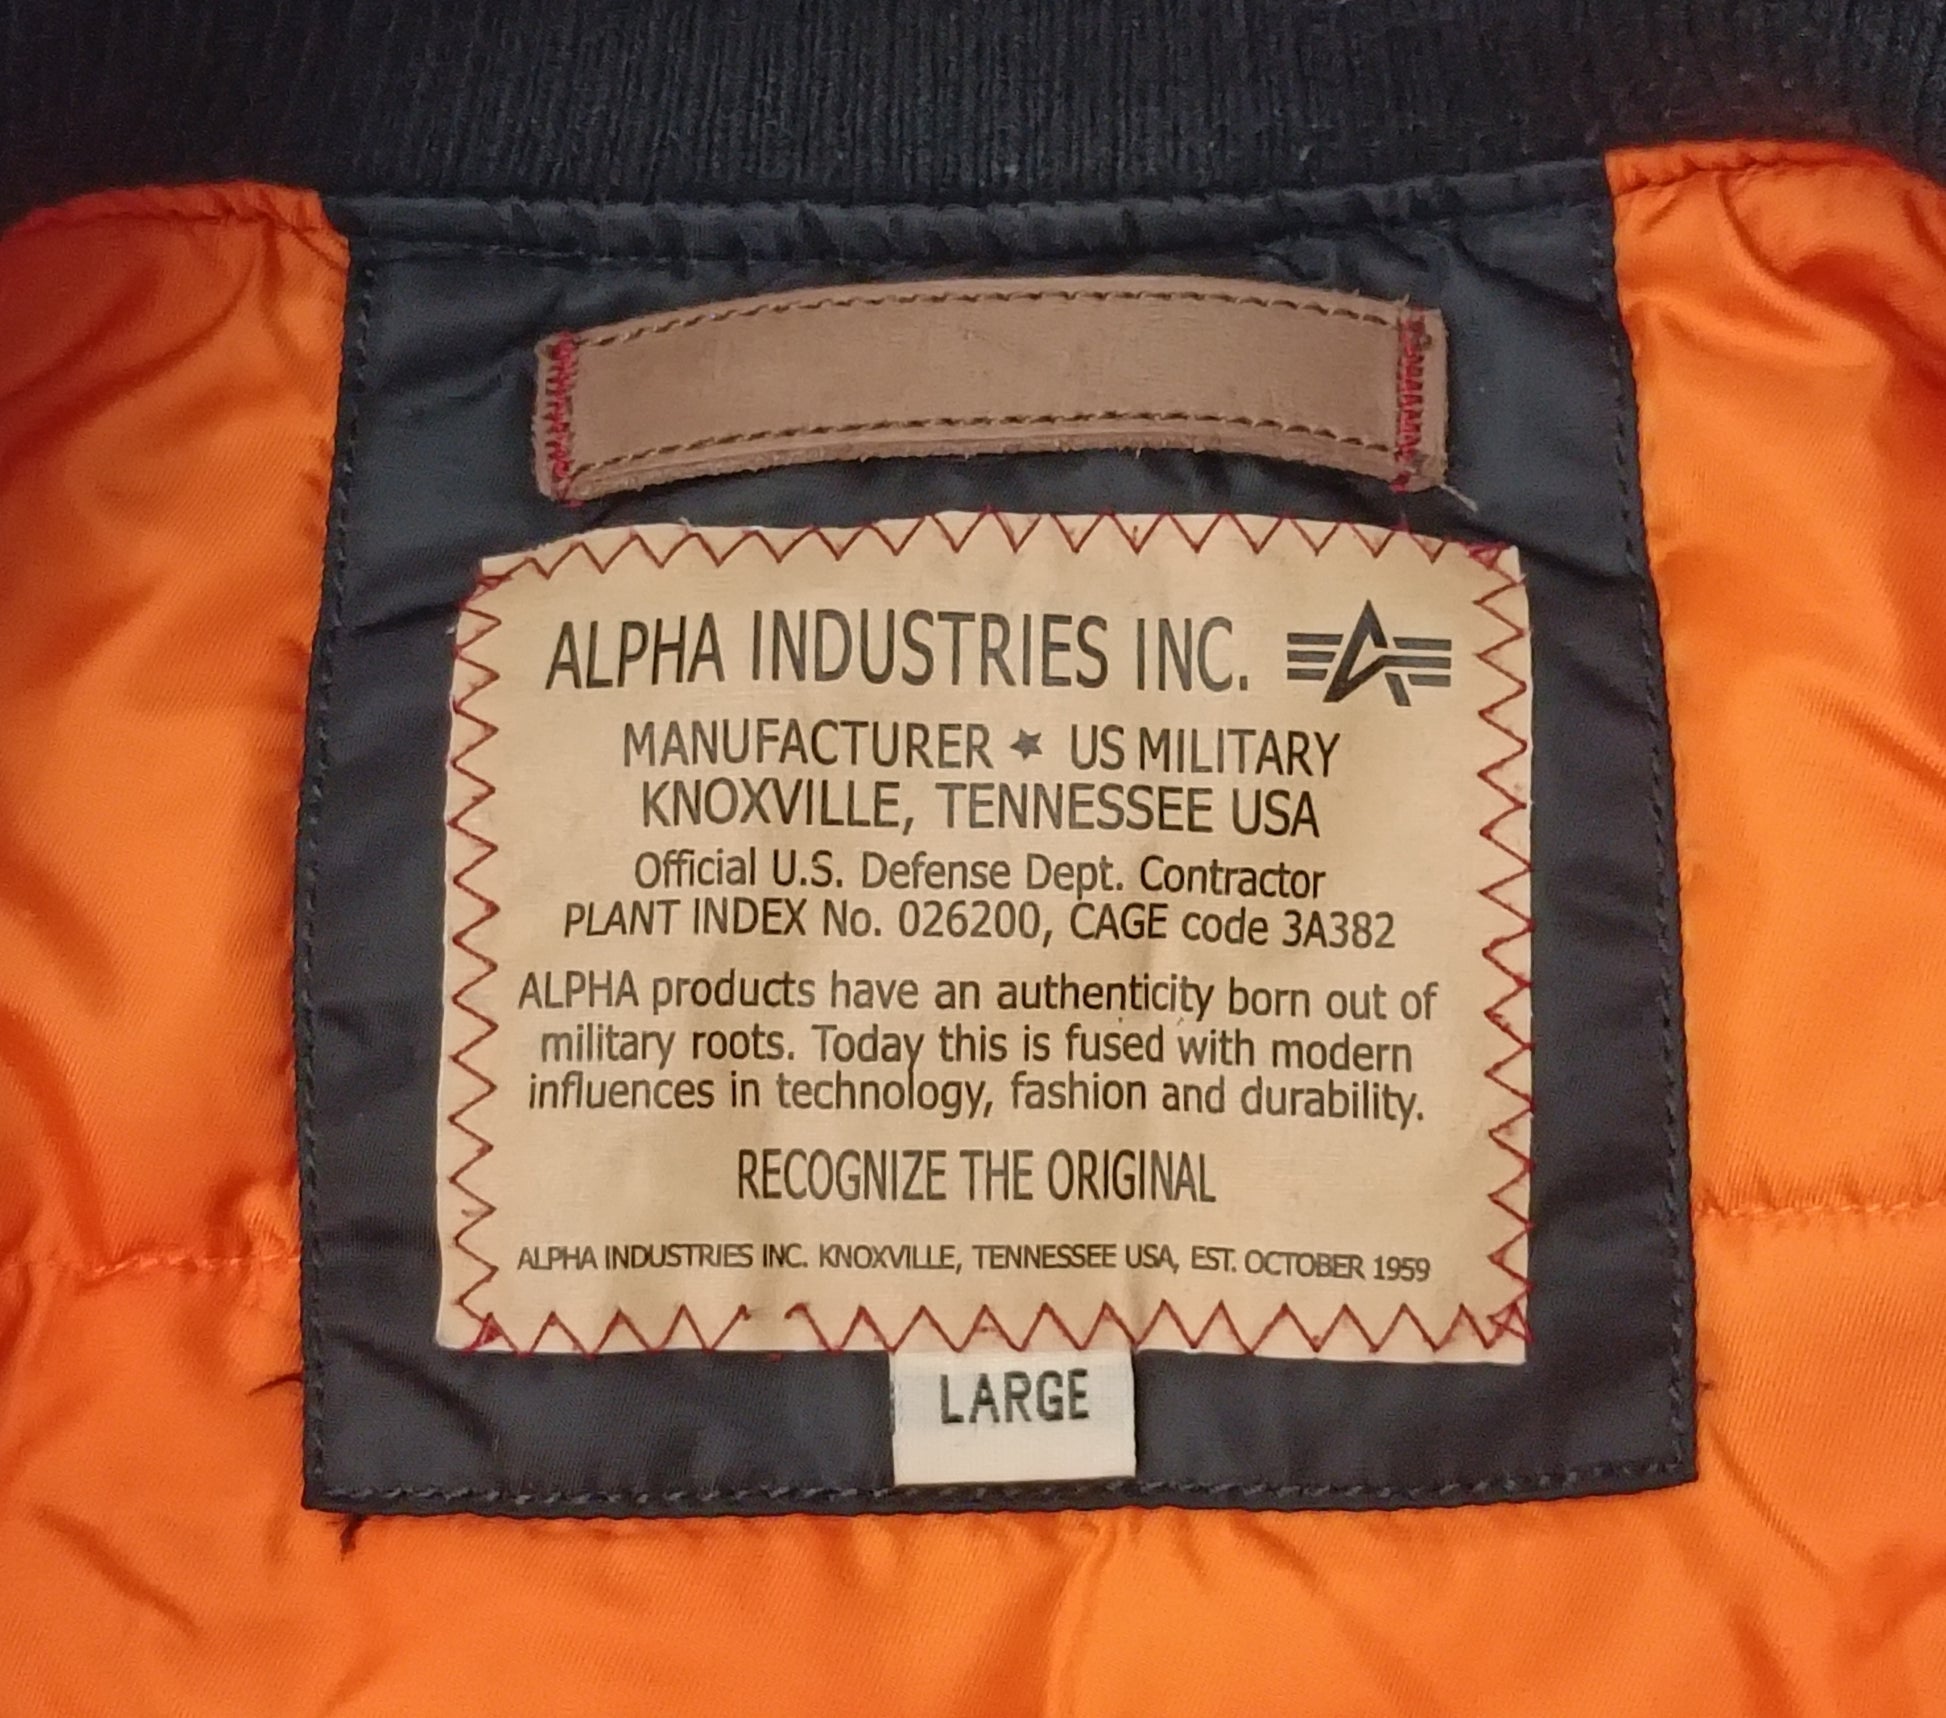 ALPHA INDUSTRIES INC.
MANUFACTURER ★ US MILITARY
KNOXVILLE, TENNESSEE USA
Official U.S. Defense Dept. Contractor
PLANT INDEX No. 026200, CAGE code 3A382
ALPHA products have an authenticity born out of
military roots. Today this is fused with modern
influences in technology, fashion and durability.
RECOGNIZE THE ORIGINAL
ALPHA INDUSTRIES INC. KNOXVILLE, TENNESSEE USA, EST. OCTOBER 1959
LARGE